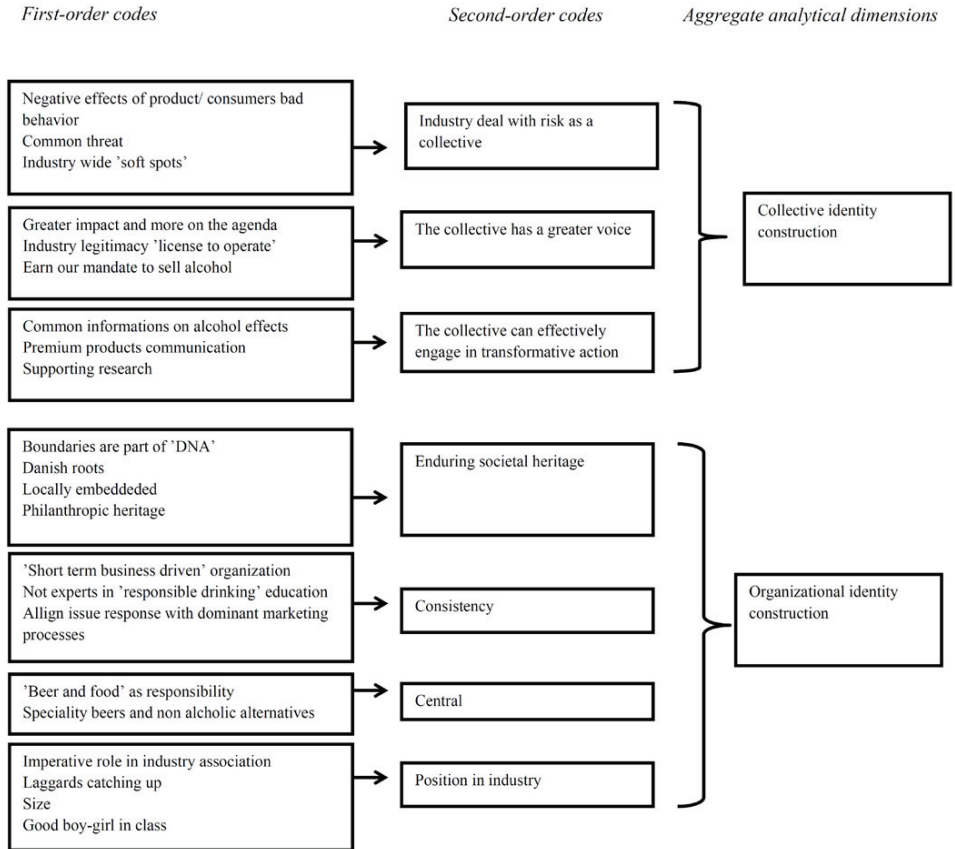 First-order codes
Second-order codes
Aggregate analytical dimensions
Negative effects of product/ consumers bad
behavior
Common threat
Industry wide ’soft spots’
Industry deal with risk as a
collective
Greater impact and more on the agenda
Industry legitimacy ’license to operate’
Earn our mandate to sell alcohol
The collective has a greater voice
Common informations on alcohol effects
Premium products communication
Supporting research
The collective can effectively
engage in transformative action
Collective identity
construction
Boundaries are part of ’DNA’
Danish roots
Locally embeddeded
Philanthropic heritage
Enduring societal heritage
’Short term business driven’ organization
Not experts in ’responsible drinking’ education
Allign issue response with dominant marketing
processes
Consistency
’Beer and food’ as responsibility
Speciality beers and non alcholic alternatives
Central
Imperative role in industry association
Laggards catching up
Size
Good boy-girl in class
Position in industry
Organizational identity
construction